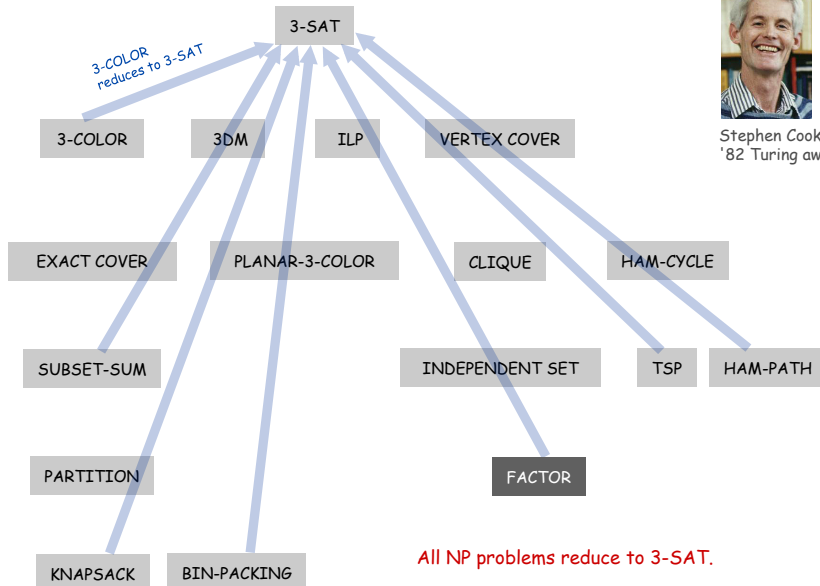 3-SAT
3-COLOR
reduces to 3-SAT
Stephen Cook
'82 Turing aw
3-COLOR
3DM
ILP
VERTEX COVER
EXACT COVER
PLANAR-3-COLOR
CLIQUE
HAM-CYCLE
SUBSET-SUM
INDEPENDENT SET
TSP
HAM-PATH
PARTITION
FACTOR
All NP problems reduce to 3-SAT.
KNAPSACK
BIN-PACKING